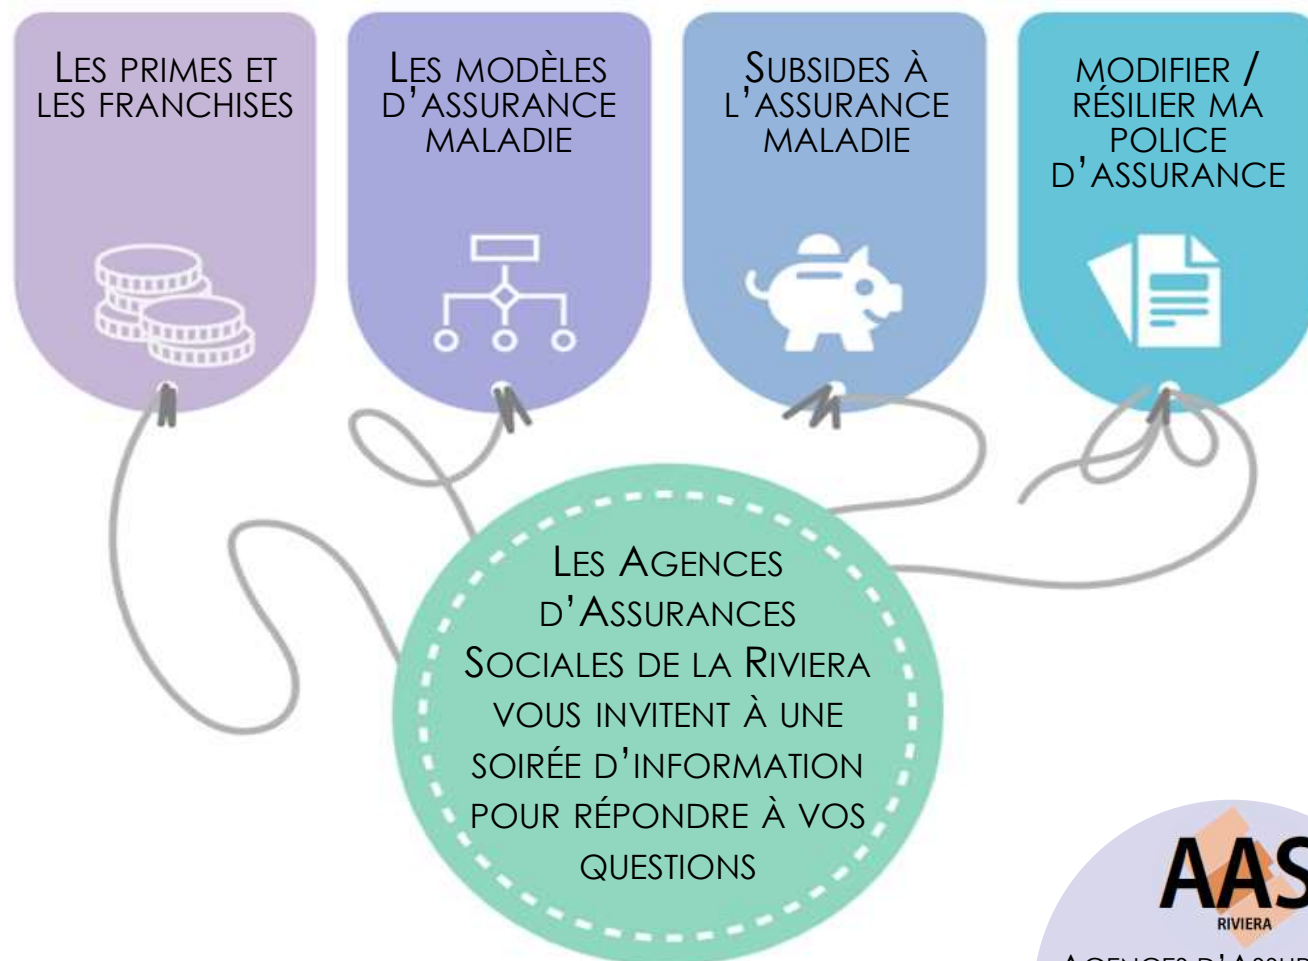 Les primes et
les franchises
Les modèles
d'assurance
maladie
Subsides à
l'assurance
maladie
modifier /
résilier ma
police
d'assurance
Les Agences
d'Assurances
Sociales de la Riviera
vous invitent à une
soirée d'information
pour répondre à vos
questions
AAS
RIVIERA